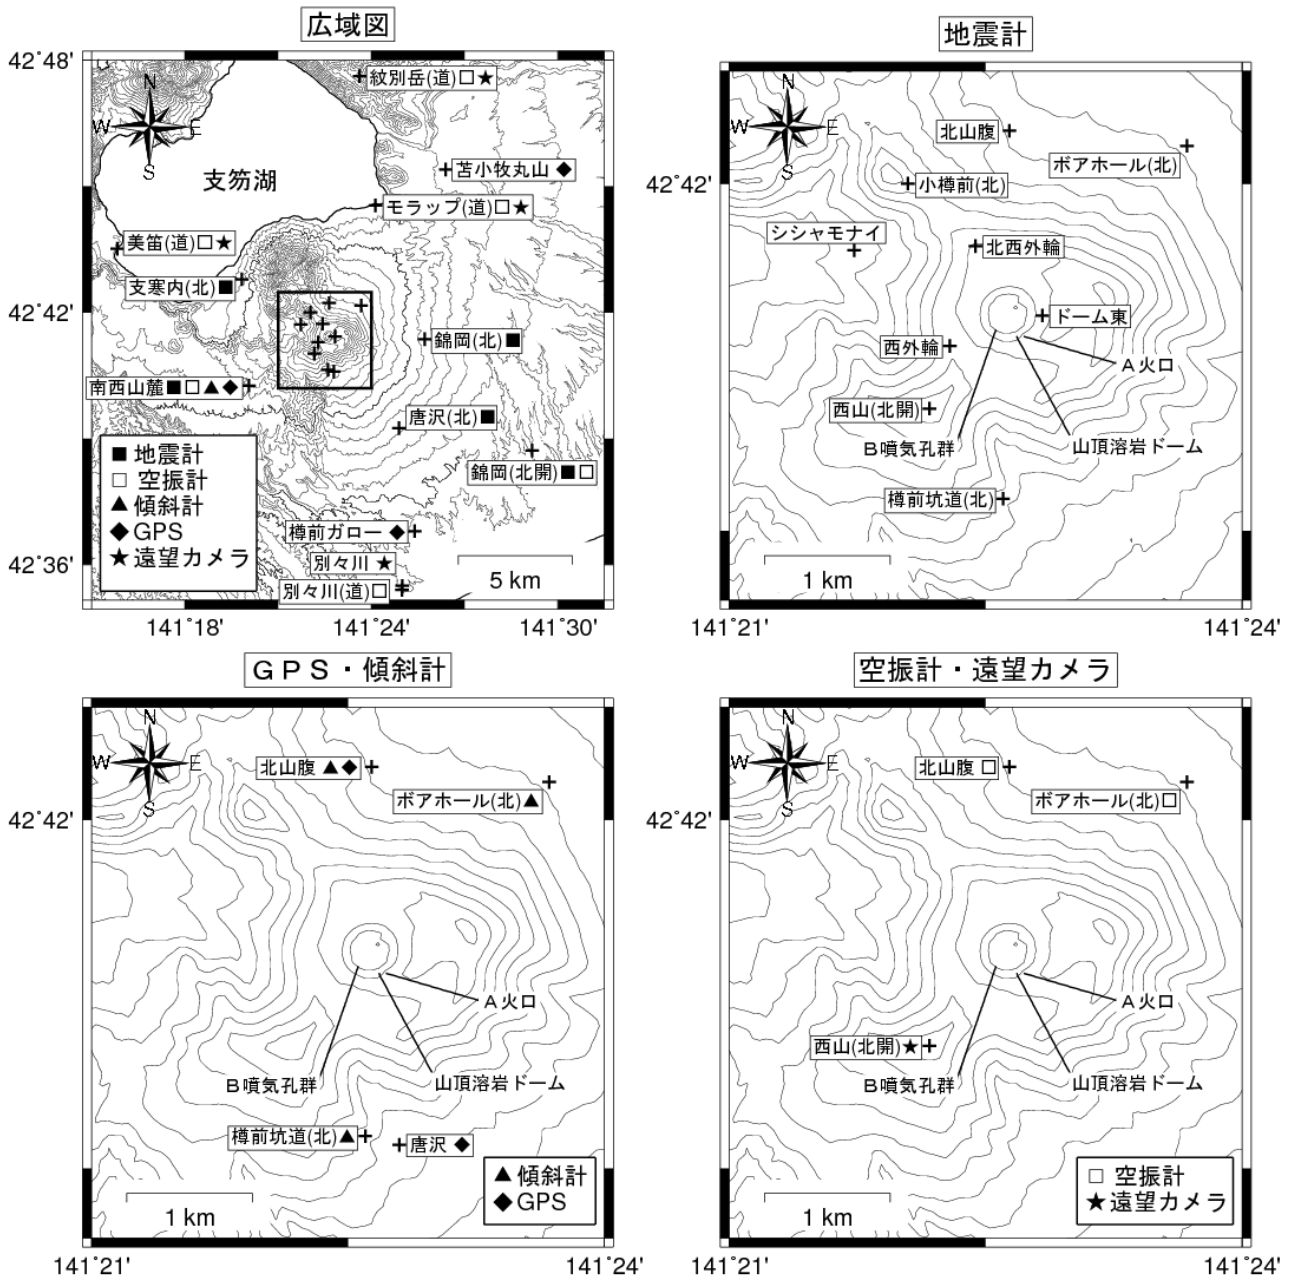 広域図
42°48'
42°42'
42°36'
141°18'
141°24'
141°30'
N
W
E
S
紋別岳(道)□★
苫小牧丸山 ◆
支笏湖
モラップ(道)□★
美笛(道)□★
支寒内(北)■
錦岡(北)■
南西山麓■□▲◆
唐沢(北)■
錦岡(北開)■□
■地震計
□ 空振計
▲傾斜計
◆GPS
★遠望カメラ
樽前ガロー ◆
別々川 ★
別々川(道)□
5 km
地震計
42°42'
141°21'
141°24'
N
W
E
S
北山腹
ボアホール(北)
小樽前(北)
シシャモナイ
北西外輪
ドーム東
西外輪
A火口
西山(北開)
B噴気孔群
山頂溶岩ドーム
樽前坑道(北)
1 km
GPS・傾斜計
42°42'
141°21'
141°24'
N
W
E
S
北山腹 ▲◆
ボアホール(北)▲
A火口
B噴気孔群
山頂溶岩ドーム
樽前坑道(北)▲
唐沢 ◆
▲傾斜計
◆GPS
1 km
空振計・遠望カメラ
42°42'
141°21'
141°24'
N
W
E
S
北山腹 □
ボアホール(北)□
A火口
西山(北開)★
B噴気孔群
山頂溶岩ドーム
□ 空振計
★遠望カメラ
1 km